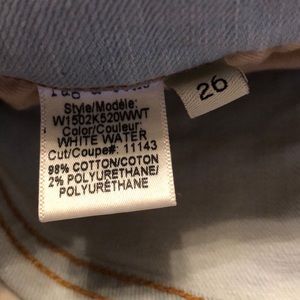 Style/Modèle:
W1502K520WWT
Color/Couleur:
WHITE WATER
Cut/Coupe#: 11143
98% COTTON/COTON
2% POLYURETHANE/
POLYURÉTHANE
26